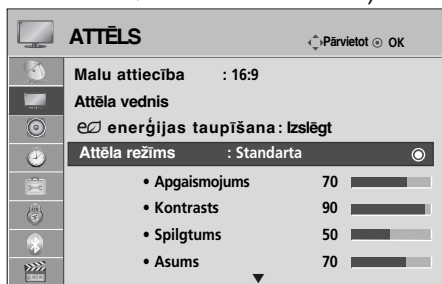 ATTĒLS Pārvietot OK
Malu attiecība : 16:9
Attēla vednis
enerģijas taupīšana : Izslēgt
Attēla režīms : Standarta
• Apgaismojums 70
• Kontrasts 90
• Spilgtums 50
• Asums 70